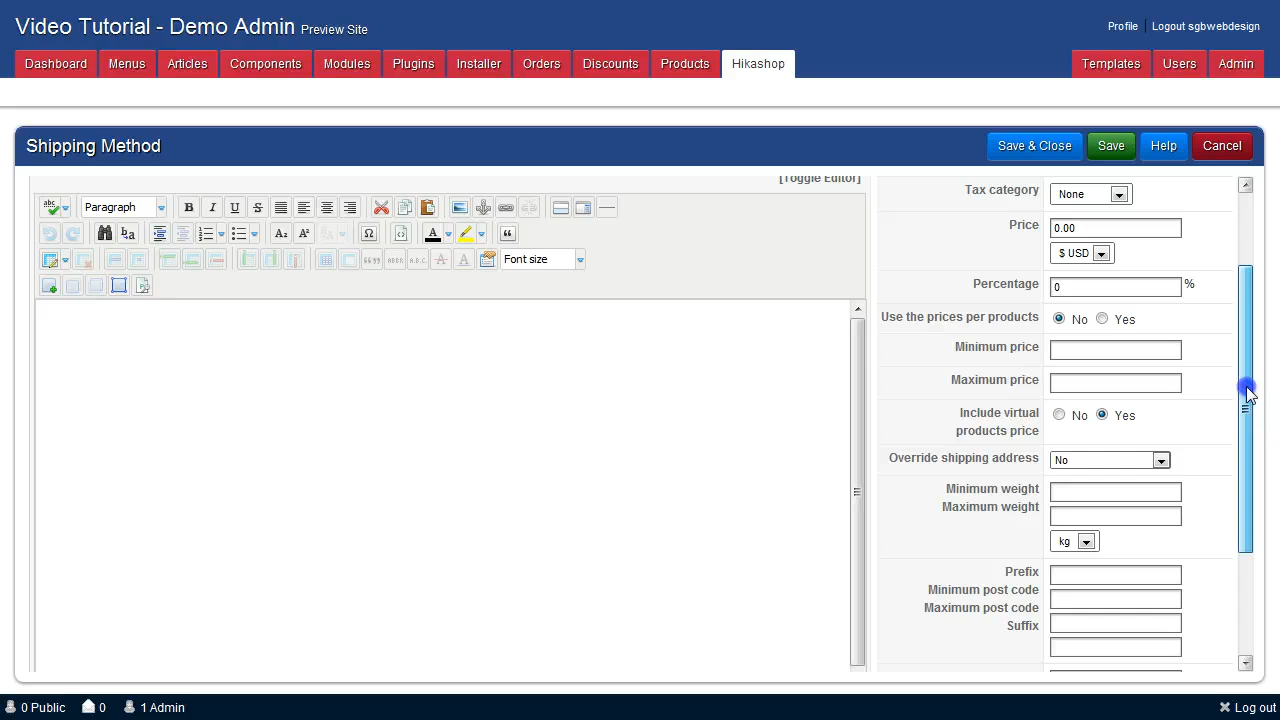 Video Tutorial - Demo Admin Preview Site
Profile Logout sgbwebdesign
Dashboard Menus Articles Components Modules Plugins Installer Orders Discounts Products Hikashop Templates Users Admin
Shipping Method
Save & Close Save Help Cancel
[Toggle Editor]
Paragraph
Font size
Tax category None
Price 0.00
$ USD
Percentage 0 %
Use the prices per products No Yes
Minimum price
Maximum price
Include virtual
products price
No Yes
Override shipping address No
Minimum weight
Maximum weight
kg
Prefix
Minimum post code
Maximum post code
Suffix
0 Public 0 1 Admin Log out